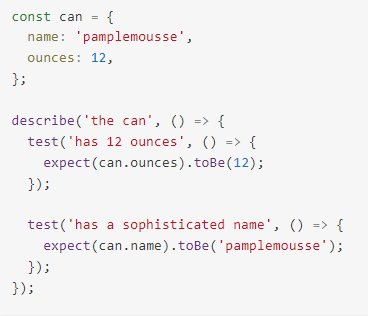 const can = {
  name: 'pamplemousse',
  ounces: 12,
};

describe('the can', () => {
  test('has 12 ounces', () => {
    expect(can.ounces).toBe(12);
  });

  test('has a sophisticated name', () => {
    expect(can.name).toBe('pamplemousse');
  });
});